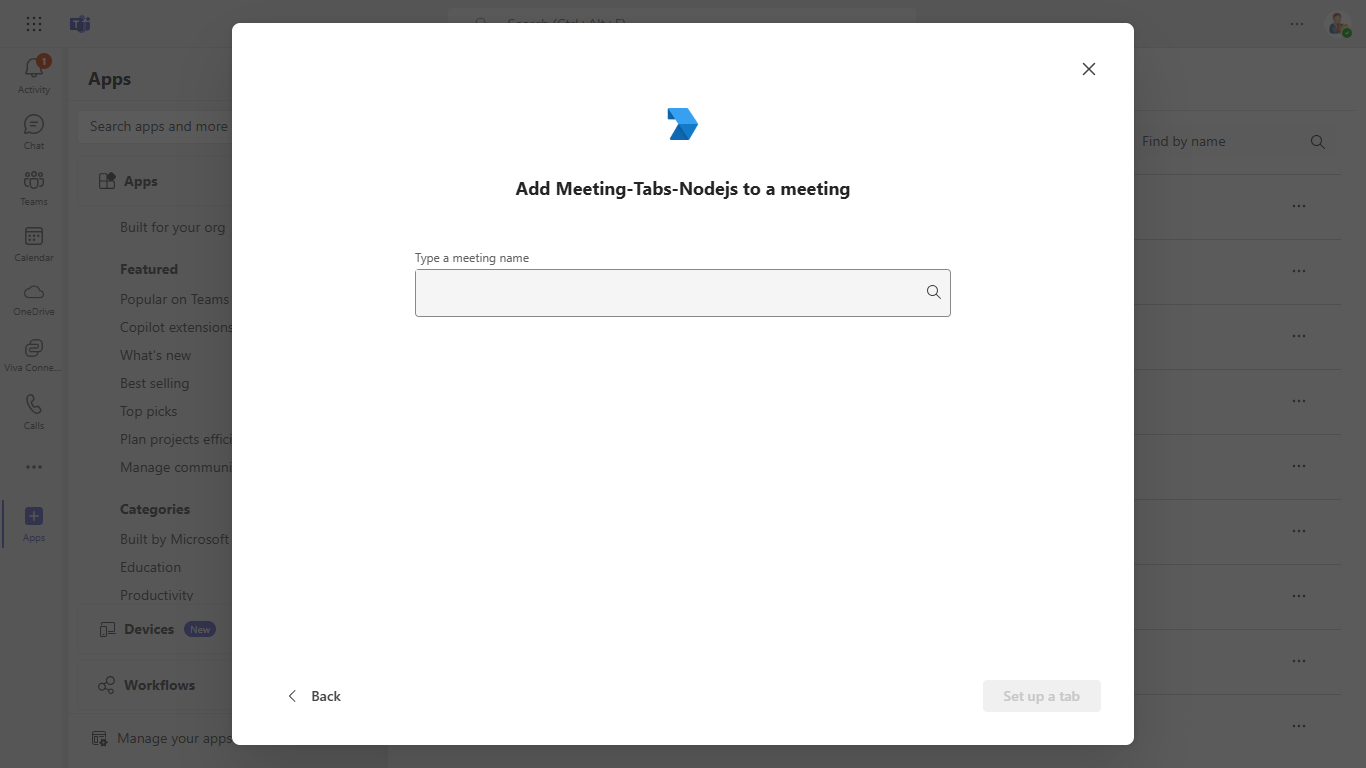 Search (Ctrl+Alt+E)
1
Activity
Chat
Teams
Calendar
OneDrive
Viva Conne...
Calls
Apps
Apps
Search apps and more
Apps
Built for your org
Featured
Popular on Teams
Copilot extensions
What's new
Best selling
Top picks
Plan projects effici
Manage communi
Categories
Built by Microsoft
Education
Productivity
Devices New
Workflows
Manage your apps
Add Meeting-Tabs-Nodejs to a meeting
Type a meeting name
Back
Set up a tab
Find by name